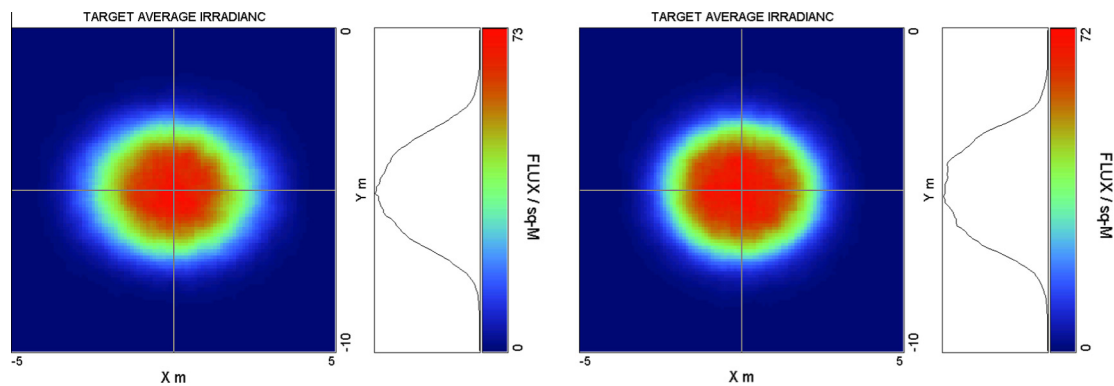 TARGET AVERAGE IRRADIANC
0
Y m
-10
-5
X m
5
73
FLUX / sq-M
0
TARGET AVERAGE IRRADIANC
0
Y m
-10
-5
X m
5
72
FLUX / sq-M
0